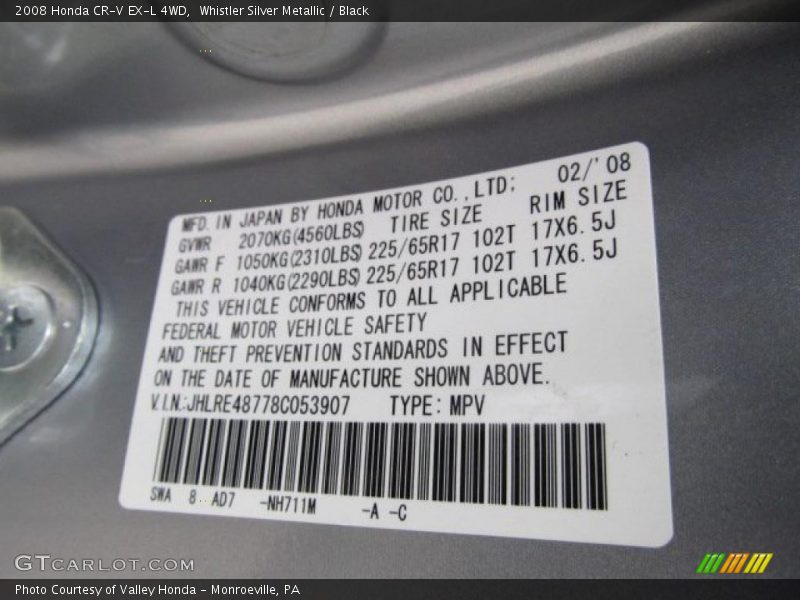 2008 Honda CR-V EX-L 4WD, Whistler Silver Metallic / Black
MFD. IN JAPAN BY HONDA MOTOR CO.,LTD; 02/'08
GVWR 2070KG(4560LBS) TIRE SIZE RIM SIZE
GAWR F 1050KG(2310LBS) 225/65R17 102T 17X6.5J
GAWR R 1040KG(2290LBS) 225/65R17 102T 17X6.5J
THIS VEHICLE CONFORMS TO ALL APPLICABLE
FEDERAL MOTOR VEHICLE SAFETY
AND THEFT PREVENTION STANDARDS IN EFFECT
ON THE DATE OF MANUFACTURE SHOWN ABOVE.
V.I.N.:JHLRE48778C053907 TYPE: MPV
SWA 8 AD7 -NH711M -A -C
GTCARLOT.COM
Photo Courtesy of Valley Honda - Monroeville, PA